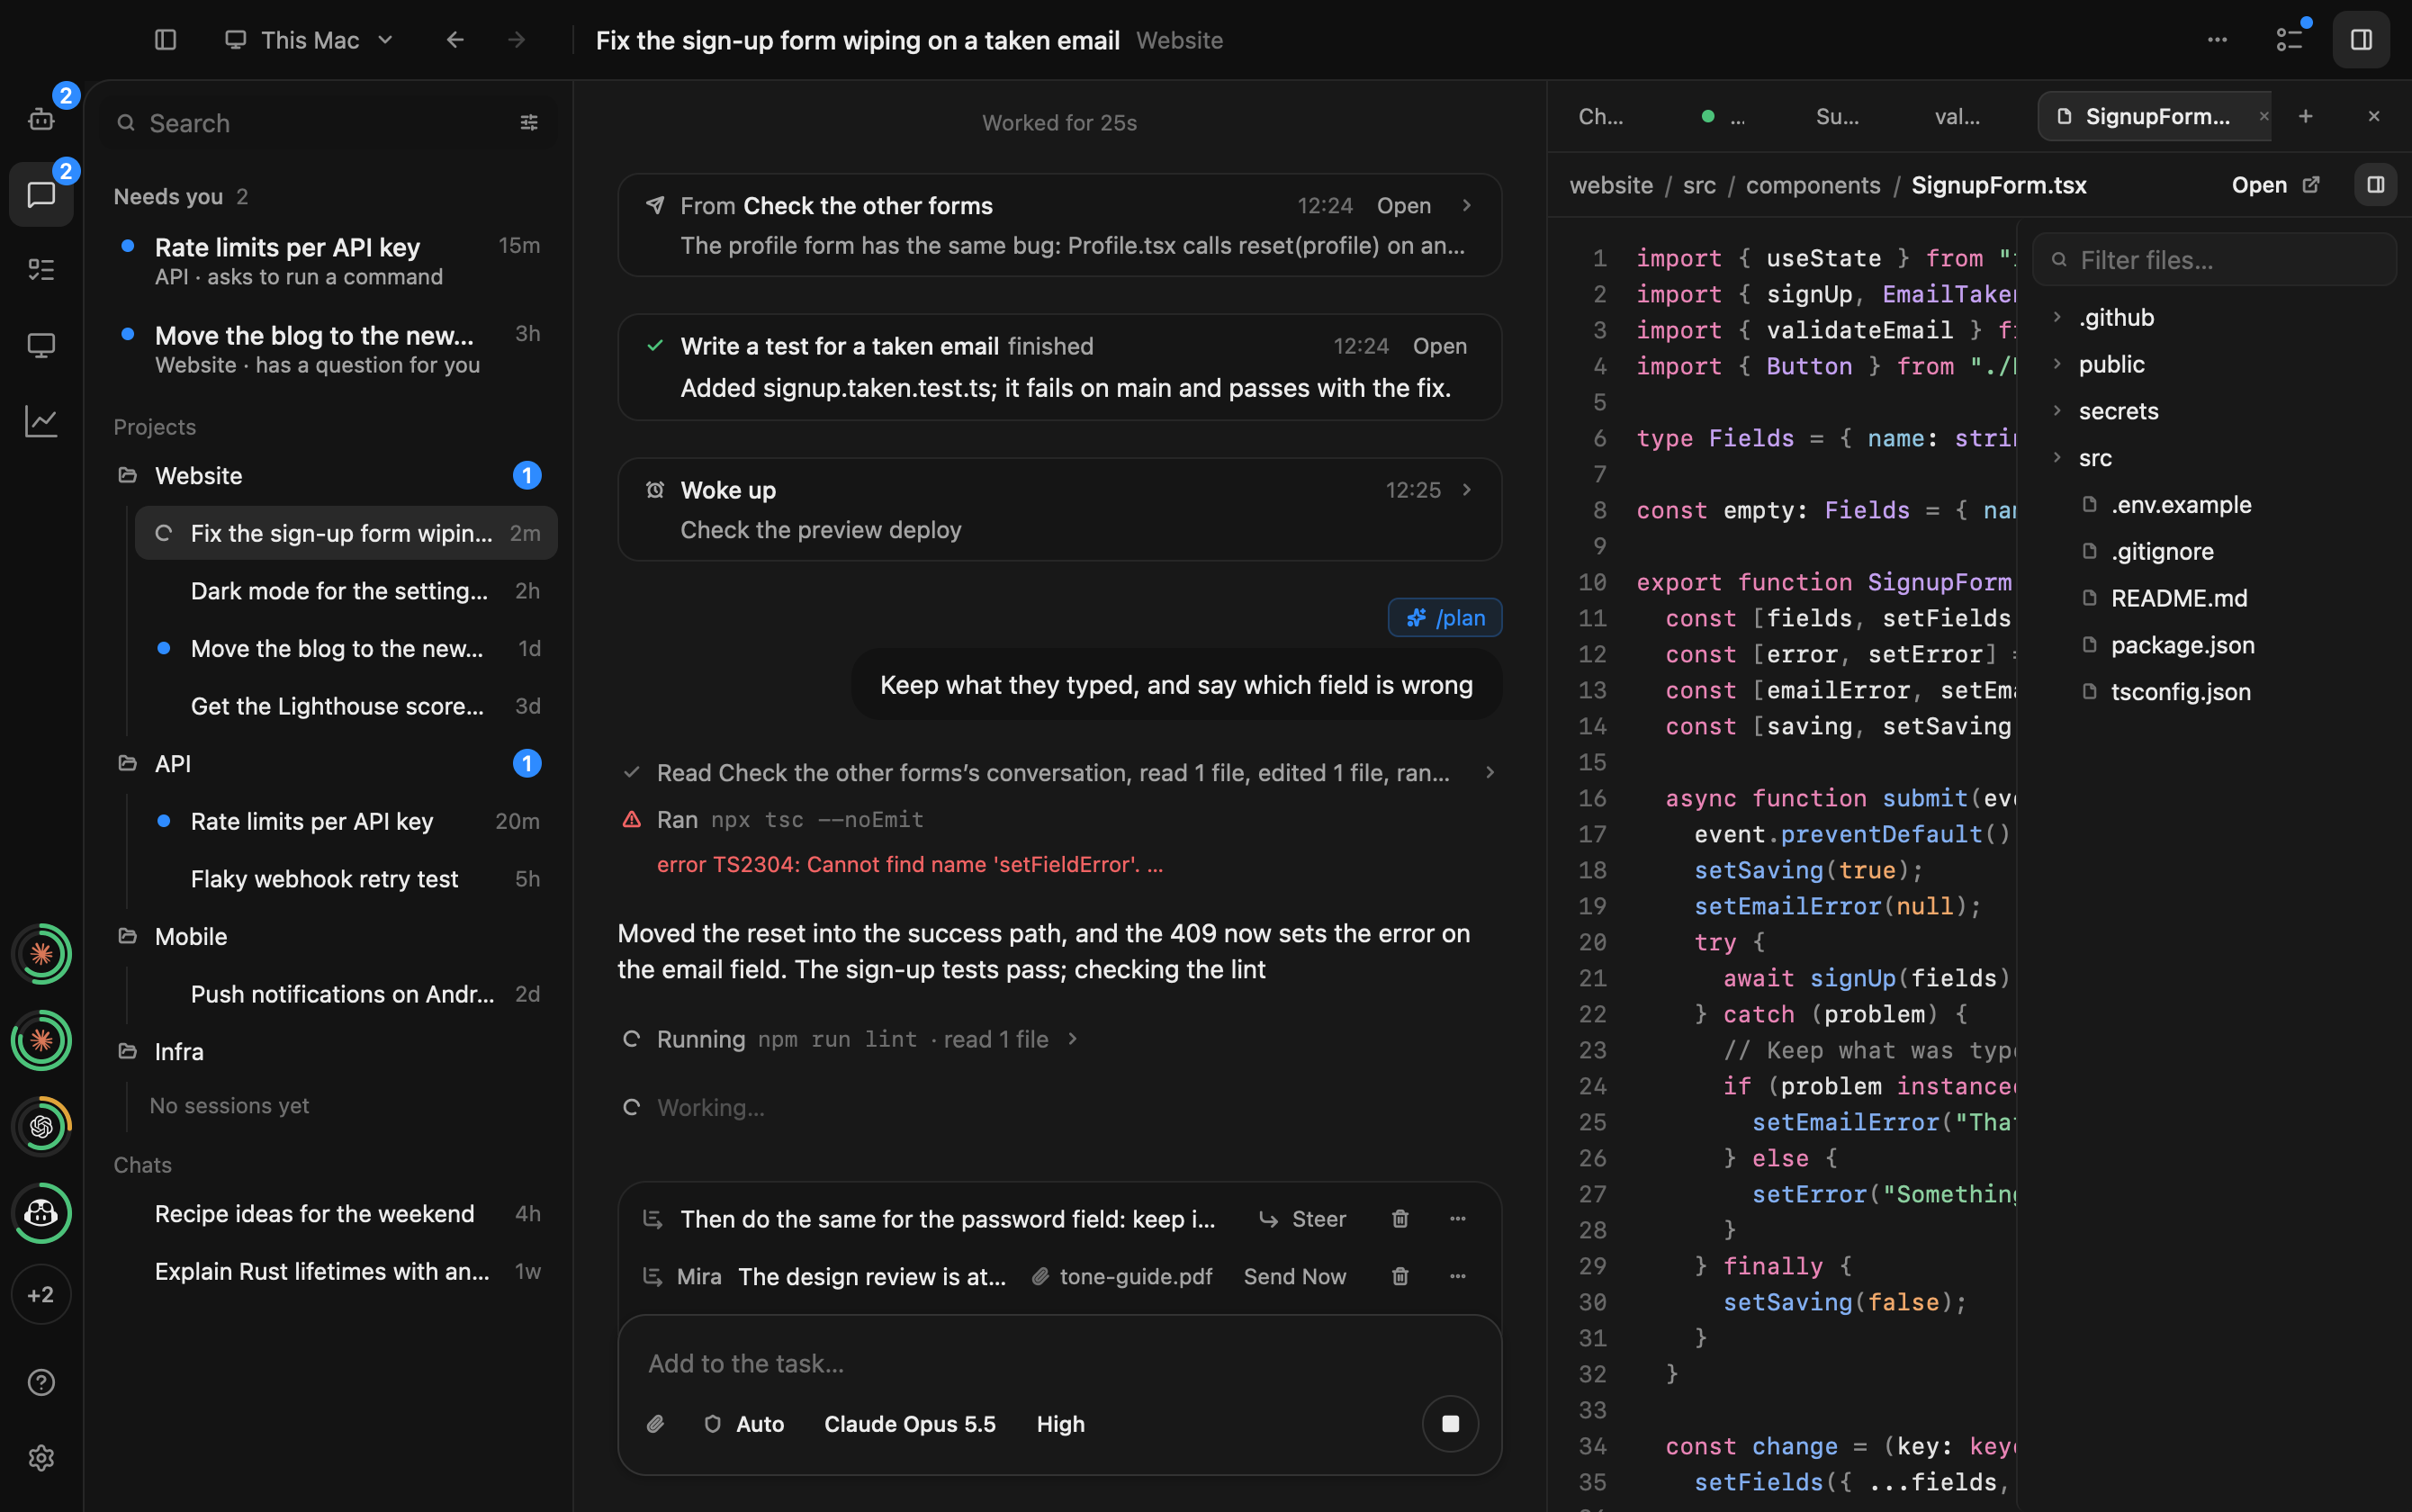 This Mac
Fix the sign-up form wiping on a taken email Website
2
2
Search
Needs you 2
Rate limits per API key 15m
API · asks to run a command
Move the blog to the new... 3h
Website · has a question for you
Projects
Website 1
Fix the sign-up form wipin... 2m
Dark mode for the setting... 2h
Move the blog to the new... 1d
Get the Lighthouse score... 3d
API 1
Rate limits per API key 20m
Flaky webhook retry test 5h
Mobile
Push notifications on Andr... 2d
Infra
No sessions yet
Chats
Recipe ideas for the weekend 4h
Explain Rust lifetimes with an... 1w
+2
Worked for 25s
From Check the other forms 12:24 Open
The profile form has the same bug: Profile.tsx calls reset(profile) on an...
Write a test for a taken email finished 12:24 Open
Added signup.taken.test.ts; it fails on main and passes with the fix.
Woke up 12:25
Check the preview deploy
/plan
Keep what they typed, and say which field is wrong
Read Check the other forms’s conversation, read 1 file, edited 1 file, ran...
Ran npx tsc --noEmit
error TS2304: Cannot find name 'setFieldError'. ...
Moved the reset into the success path, and the 409 now sets the error on
the email field. The sign-up tests pass; checking the lint
Running npm run lint · read 1 file
Working...
Then do the same for the password field: keep i... Steer
Mira The design review is at... tone-guide.pdf Send Now
Add to the task...
Auto Claude Opus 5.5 High
Ch... ... Su... val... SignupForm...
website / src / components / SignupForm.tsx Open
1 import { useState } from "
2 import { signUp, EmailTake
3 import { validateEmail } f
4 import { Button } from "./
5
6 type Fields = { name: stri
7
8 const empty: Fields = { na
9
10 export function SignupForm
11 const [fields, setFields
12 const [error, setError] =
13 const [emailError, setEm
14 const [saving, setSaving
15
16 async function submit(ev
17 event.preventDefault()
18 setSaving(true);
19 setEmailError(null);
20 try {
21 await signUp(fields)
22 } catch (problem) {
23 // Keep what was typ
24 if (problem instance
25 setEmailError("Tha
26 } else {
27 setError("Something
28 }
29 } finally {
30 setSaving(false);
31 }
32 }
33
34 const change = (key: key
35 setFields({ ...fields,
Filter files...
.github
public
secrets
src
.env.example
.gitignore
README.md
package.json
tsconfig.json